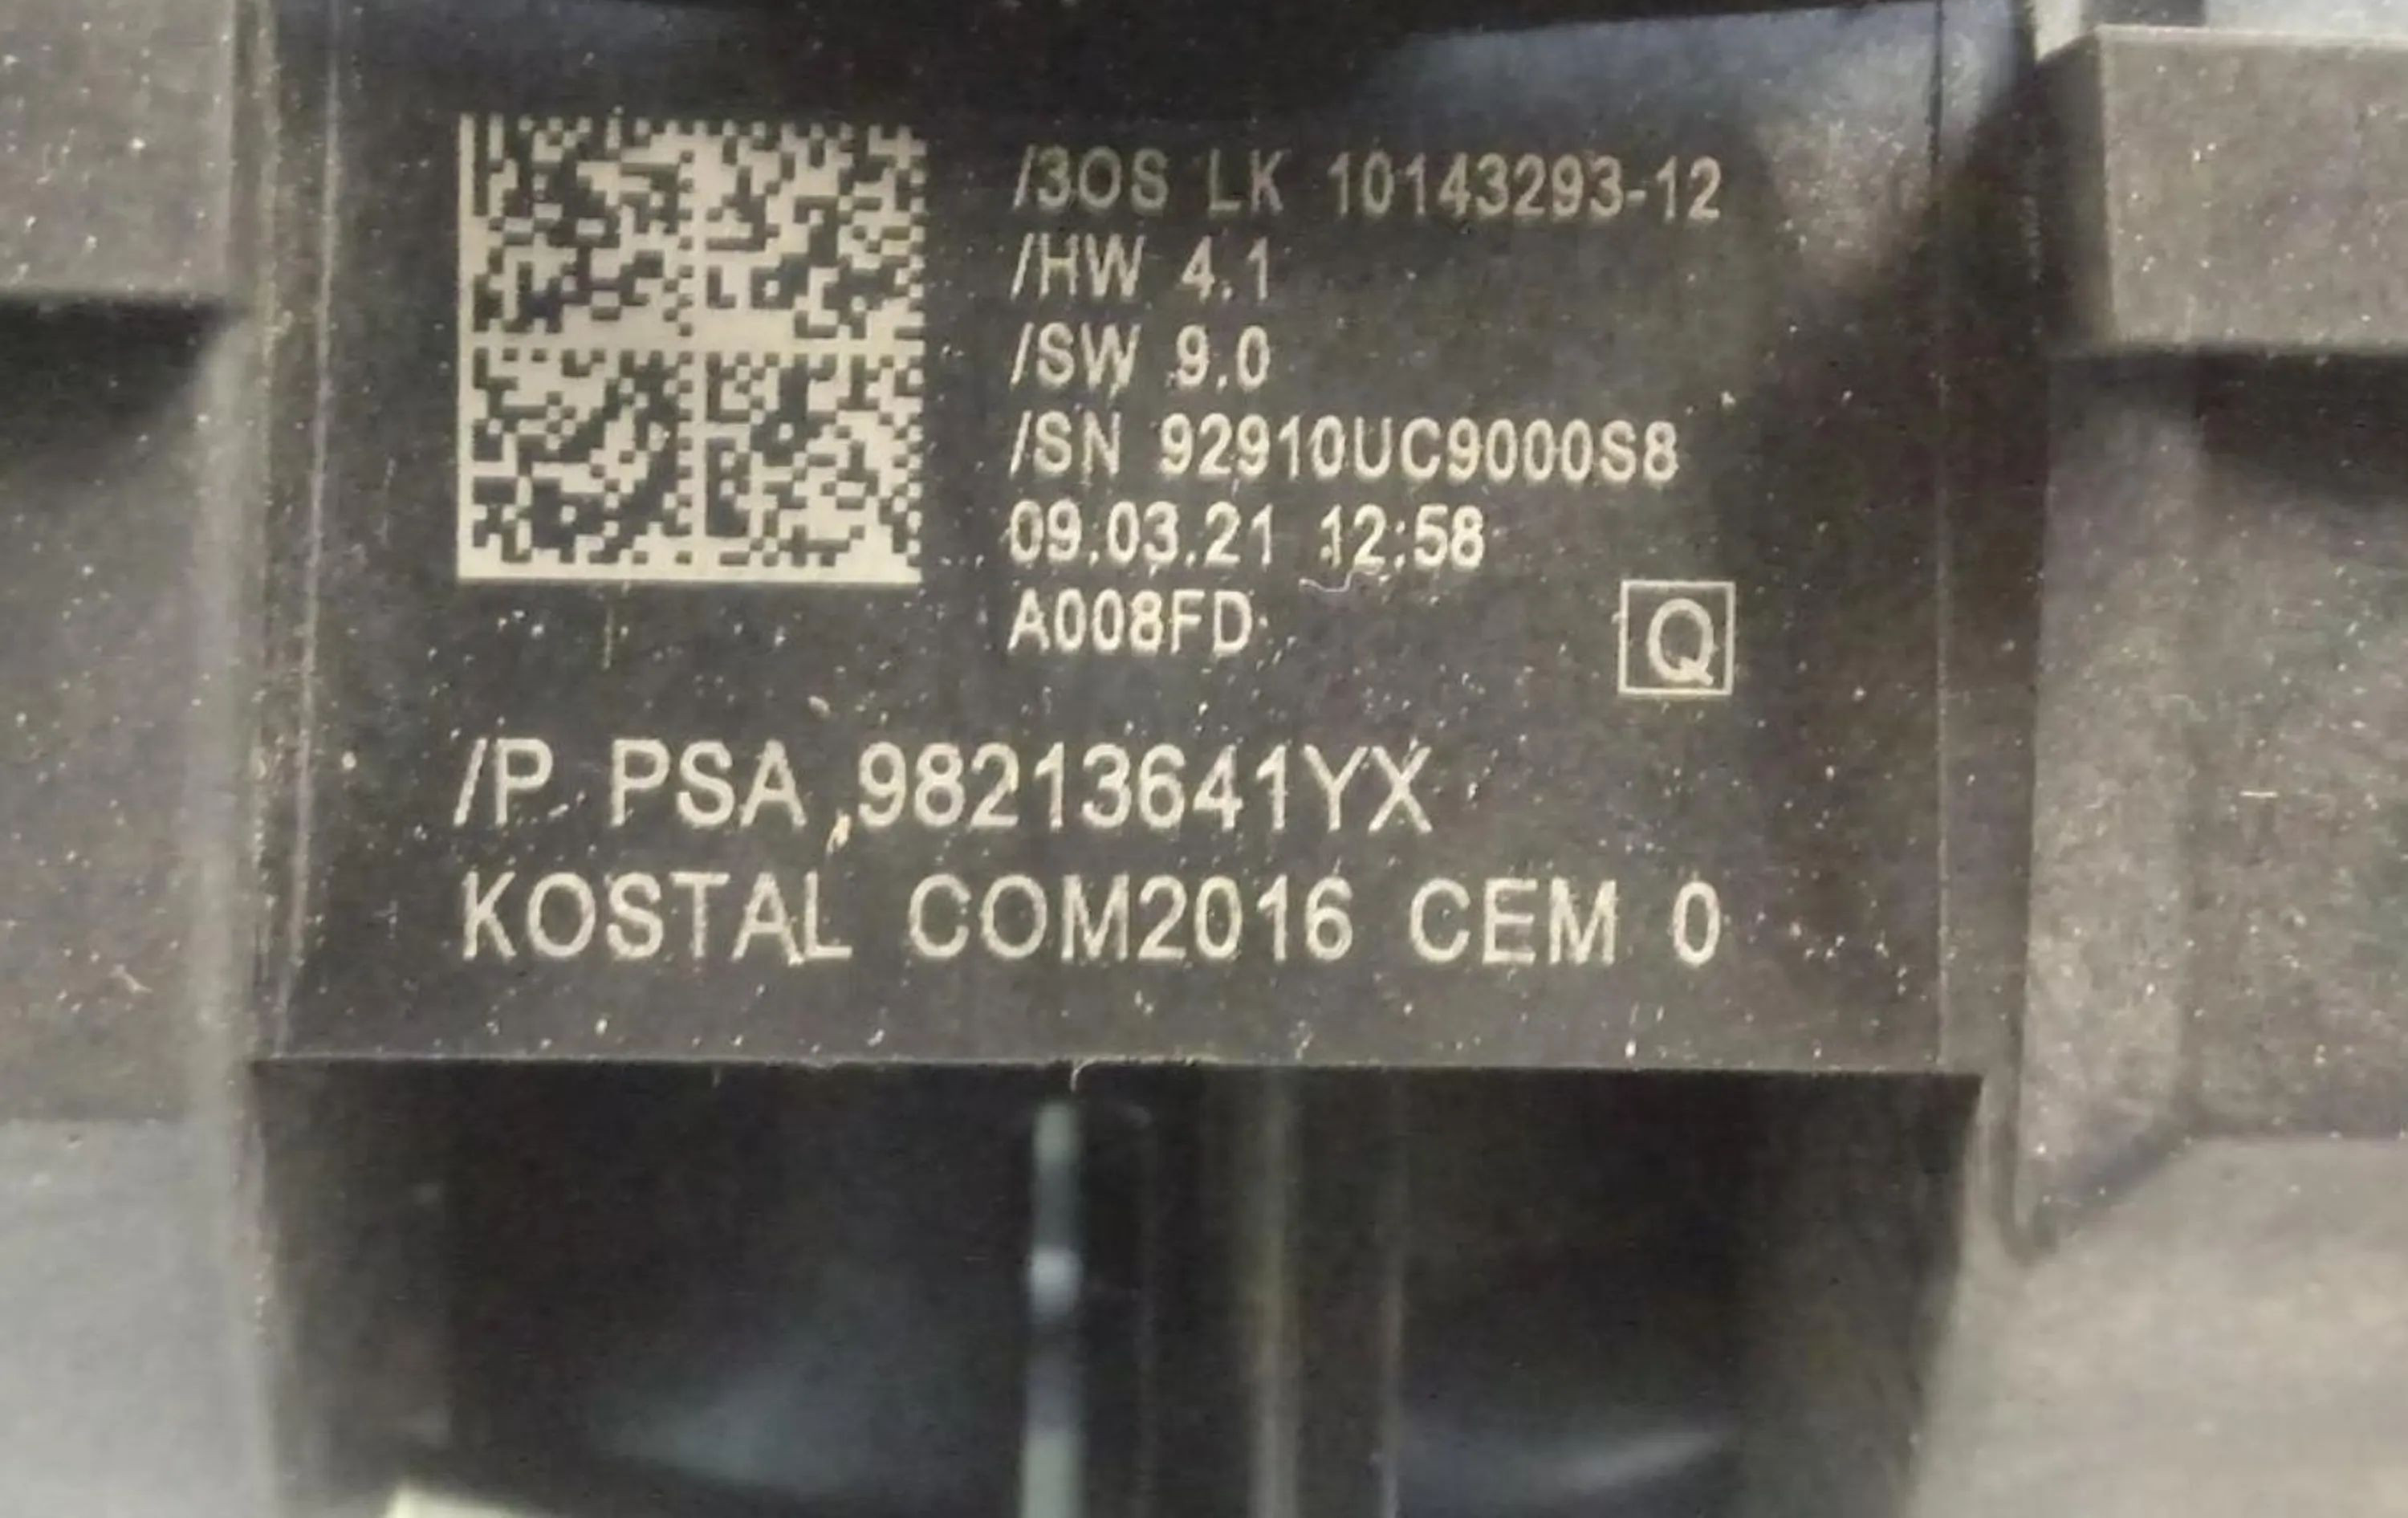 /3OS LK 10143293-12
/HW 4.1
/SW 9.0
/SN 92910UC9000S8
09.03.21 12:58
A008FD
Q
/P PSA 98213641YX
KOSTAL COM2016 CEM 0